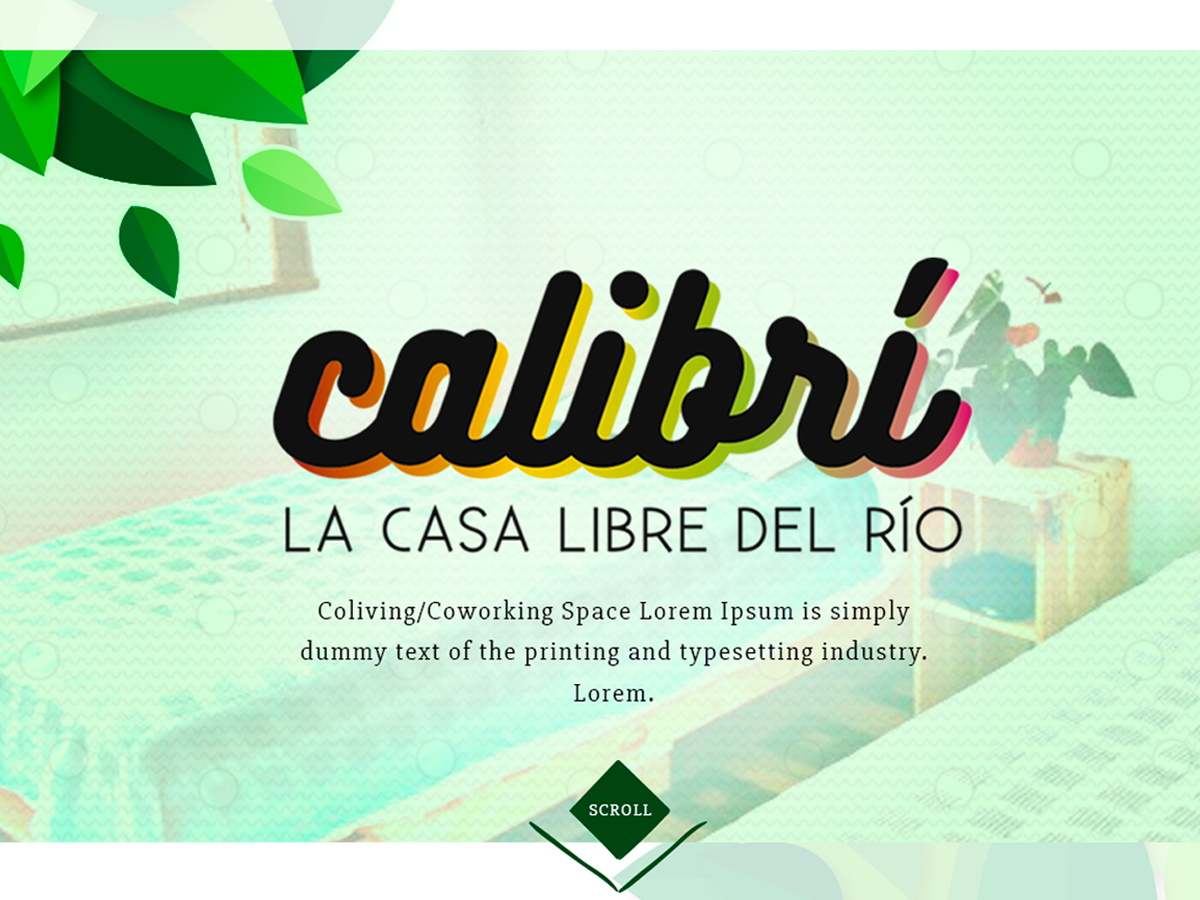 calibrí
LA CASA LIBRE DEL RÍO
Coliving/Coworking Space Lorem Ipsum is simply
dummy text of the printing and typesetting industry.
Lorem.
SCROLL